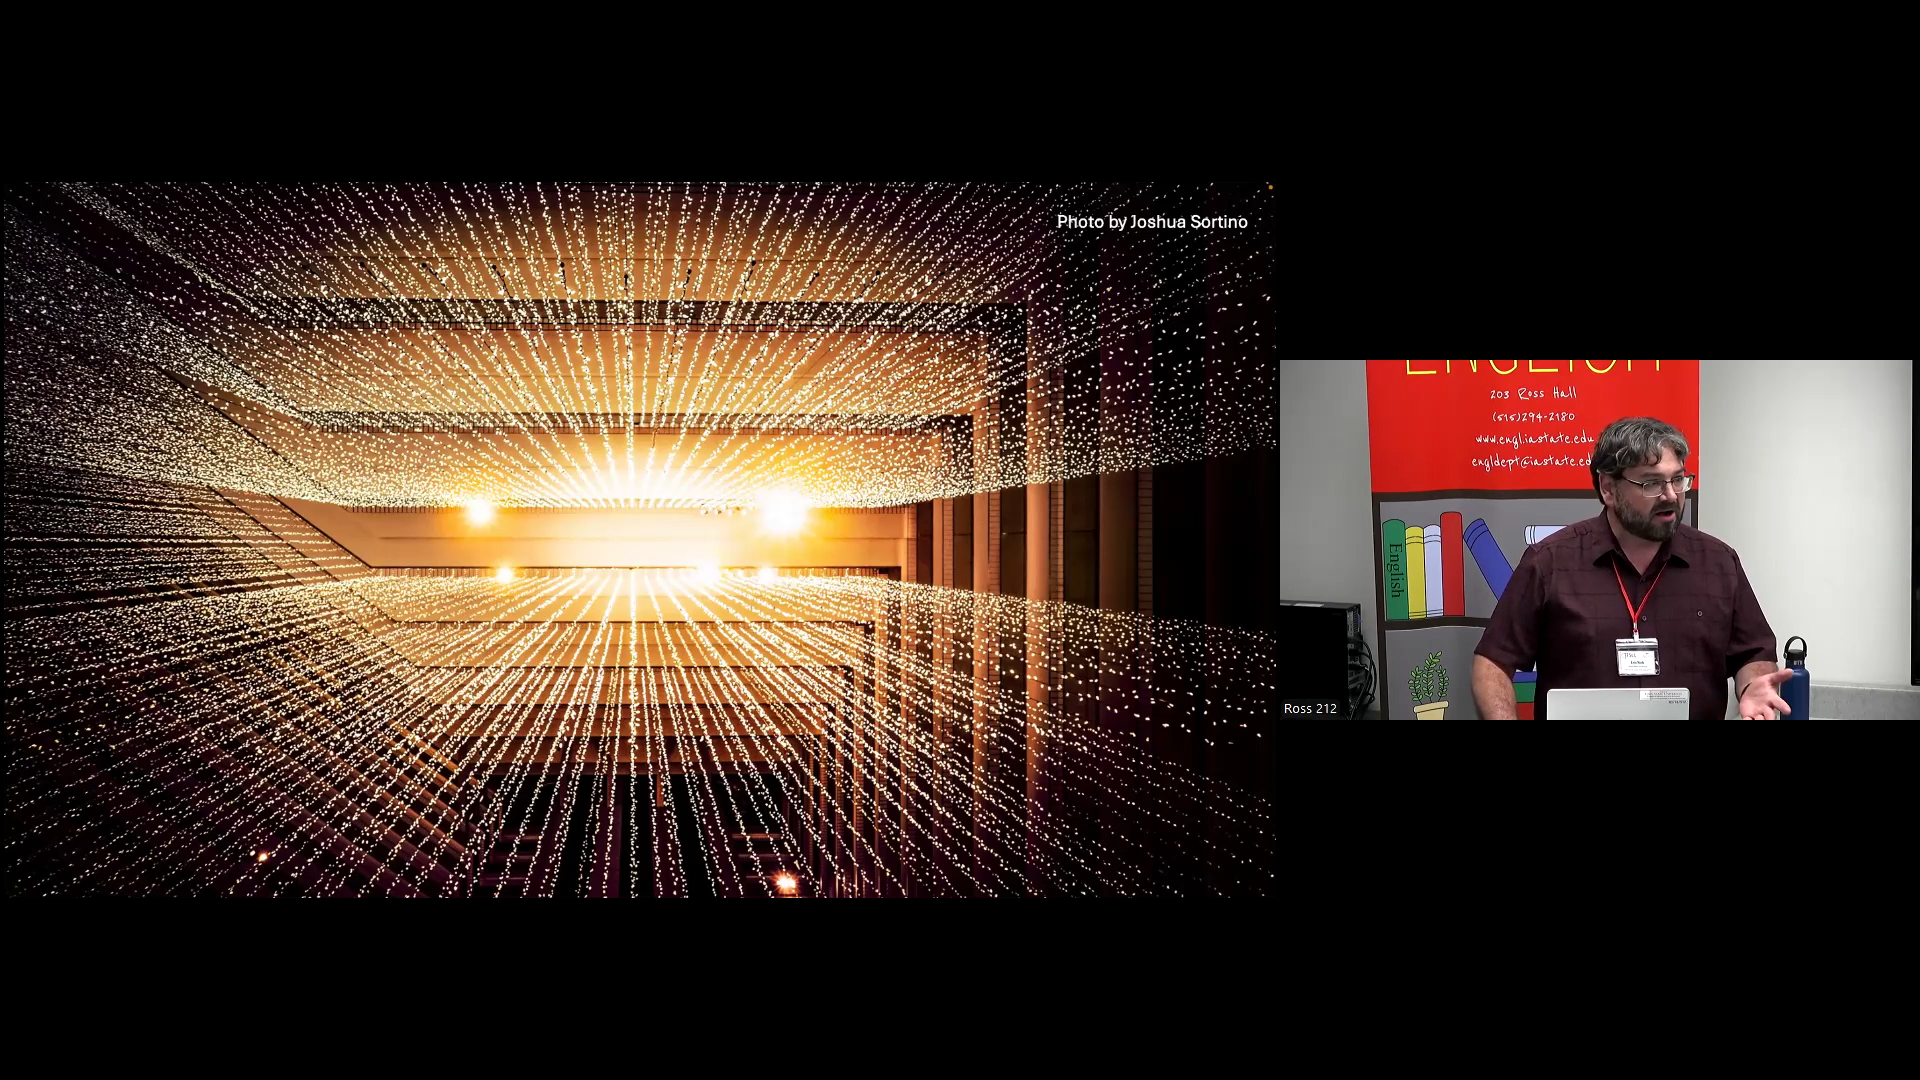 Photo by Joshua Sortino
ENGLISH
203 Ross Hall
(515)294-2180
www.engl.iastate.edu
engldept@iastate.ed
English
Ross 212